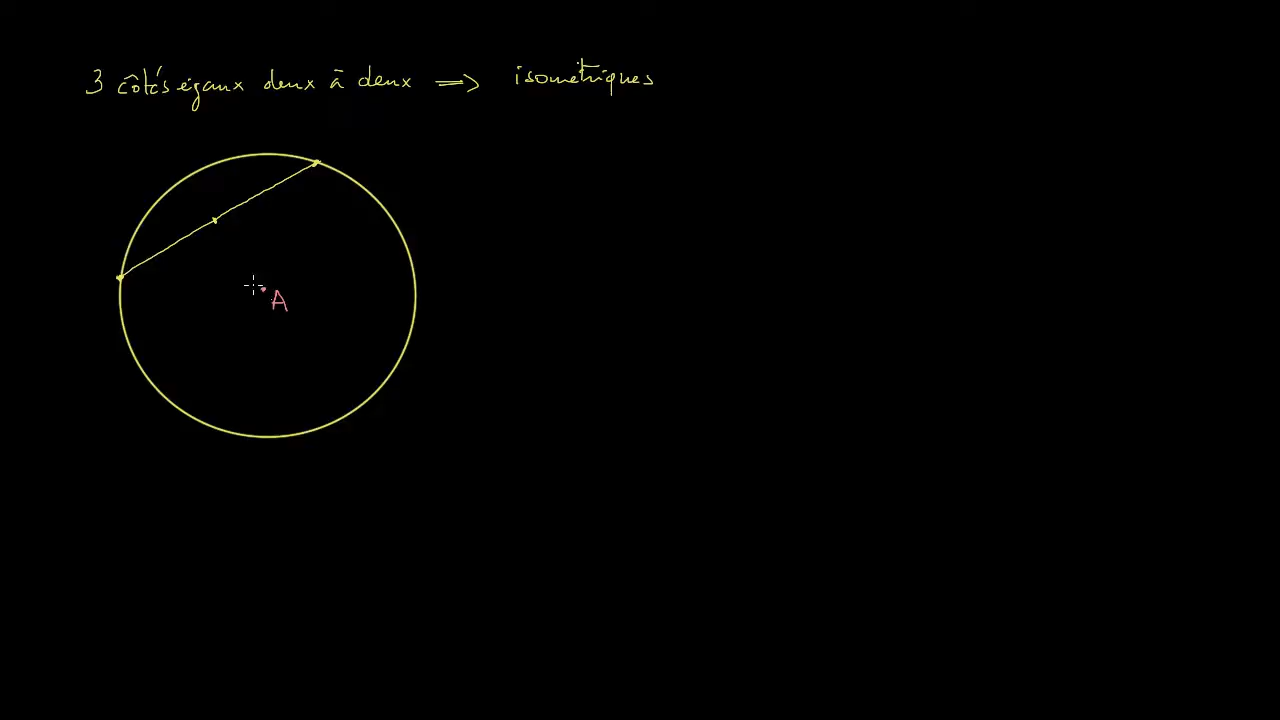 3 côtés égaux deux à deux => isométriques
A